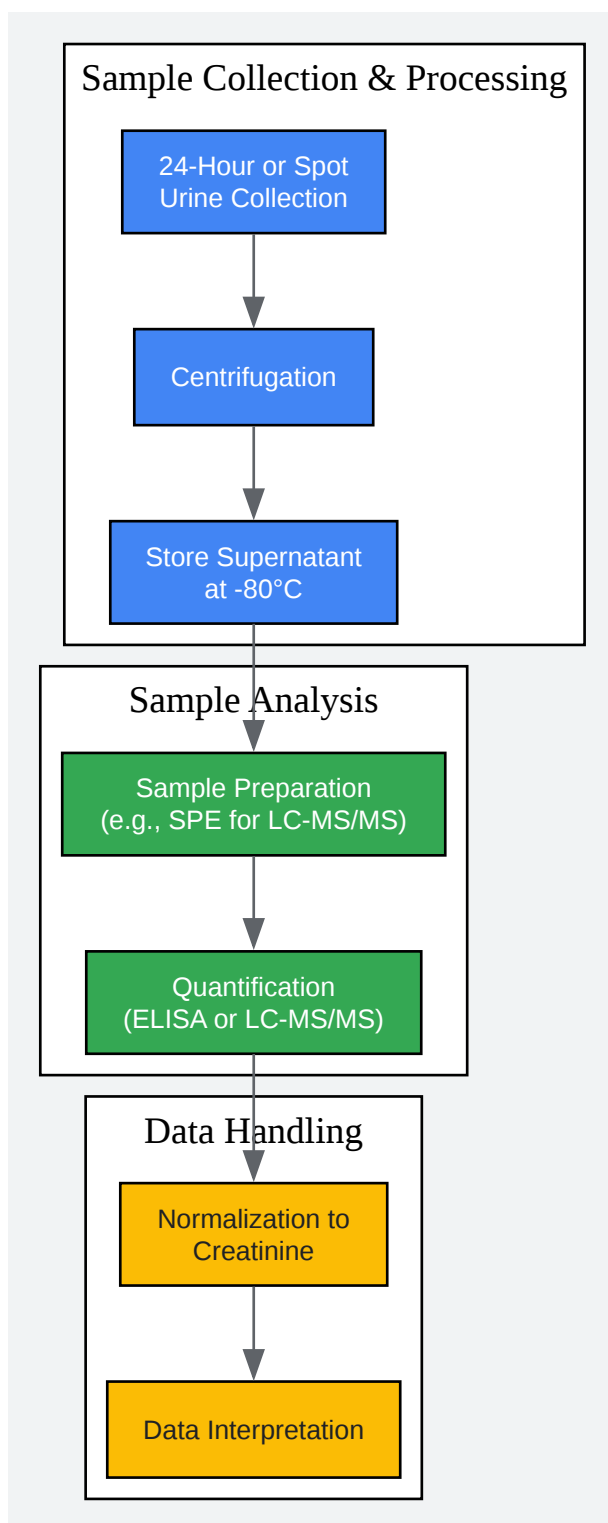 Sample Collection & Processing
24-Hour or Spot
Urine Collection
Centrifugation
Store Supernatant
at -80°C
Sample Analysis
Sample Preparation
(e.g., SPE for LC-MS/MS)
Quantification
(ELISA or LC-MS/MS)
Data Handling
Normalization to
Creatinine
Data Interpretation